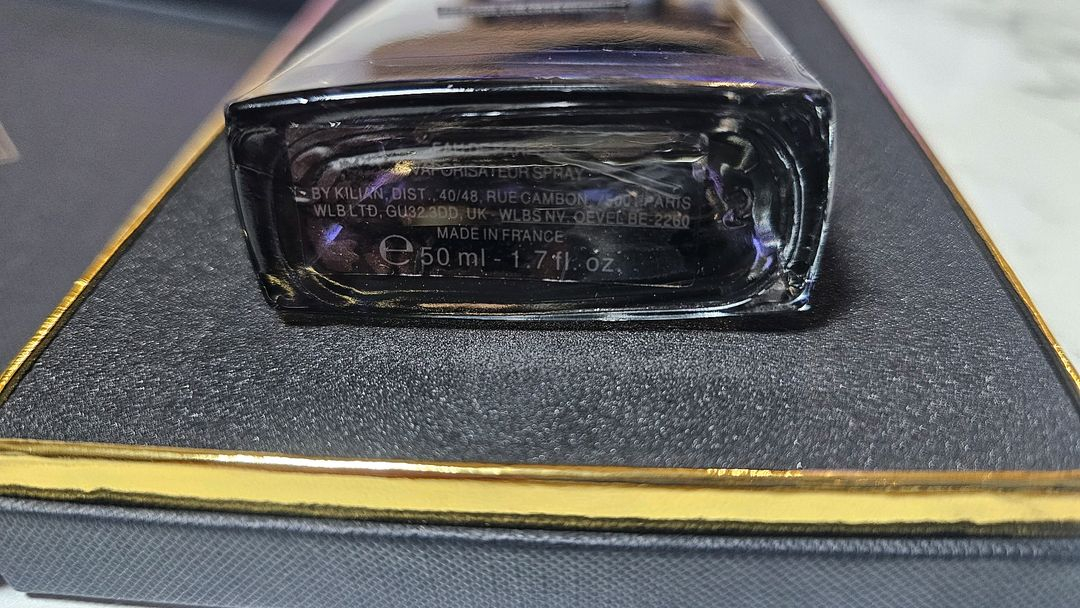 VAPORISATEUR SPRAY
BY KILIAN, DIST, 40/48, RUE CAMBON PARIS
WLB LTD, GU32 3DD, UK - WLBS NV. OEVEL BE-2260
MADE IN FRANCE
℮ 50 ml - 1.7 fl. oz.